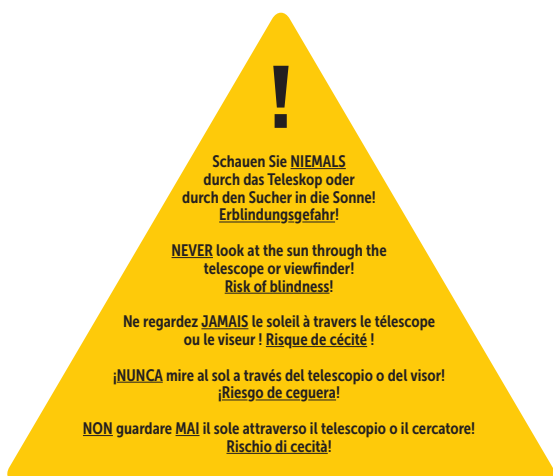 !
Schauen Sie NIEMALS
durch das Teleskop oder
durch den Sucher in die Sonne!
Erblindungsgefahr!
NEVER look at the sun through the
telescope or viewfinder!
Risk of blindness!
Ne regardez JAMAIS le soleil à travers le télescope
ou le viseur ! Risque de cécité !
¡NUNCA mire al sol a través del telescopio o del visor!
¡Riesgo de ceguera!
NON guardare MAI il sole attraverso il telescopio o il cercatore!
Rischio di cecità!